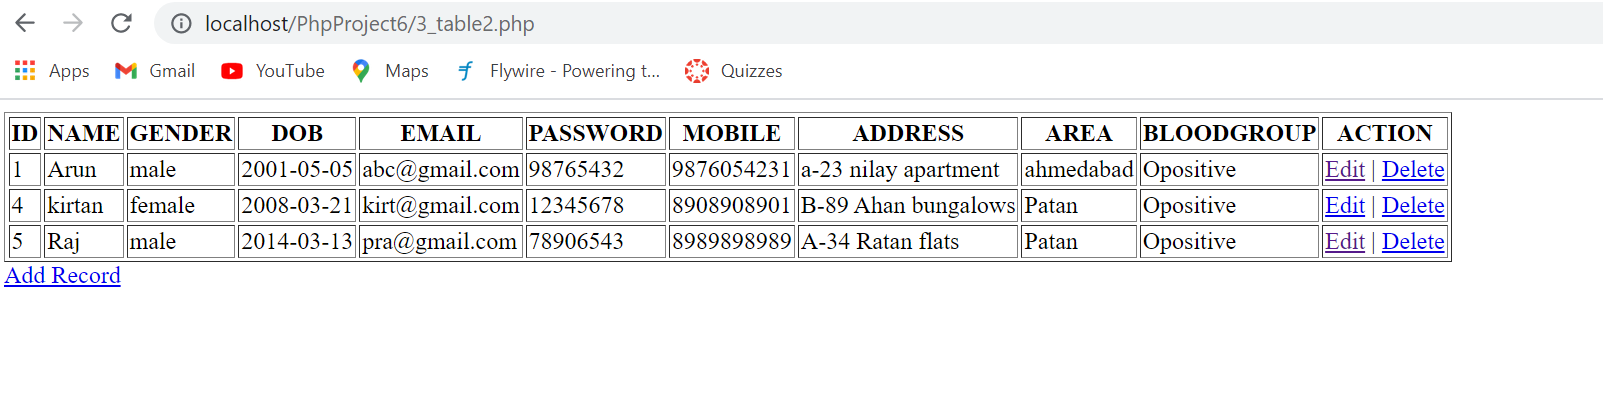 localhost/PhpProject6/3_table2.php
Apps Gmail YouTube Maps Flywire - Powering t... Quizzes
ID NAME GENDER DOB EMAIL PASSWORD MOBILE ADDRESS AREA BLOODGROUP ACTION
1 Arun male 2001-05-05 abc@gmail.com 98765432 9876054231 a-23 nilay apartment ahmedabad Opositive Edit | Delete
4 kirtan female 2008-03-21 kirt@gmail.com 12345678 8908908901 B-89 Ahan bungalows Patan Opositive Edit | Delete
5 Raj male 2014-03-13 pra@gmail.com 78906543 8989898989 A-34 Ratan flats Patan Opositive Edit | Delete
Add Record